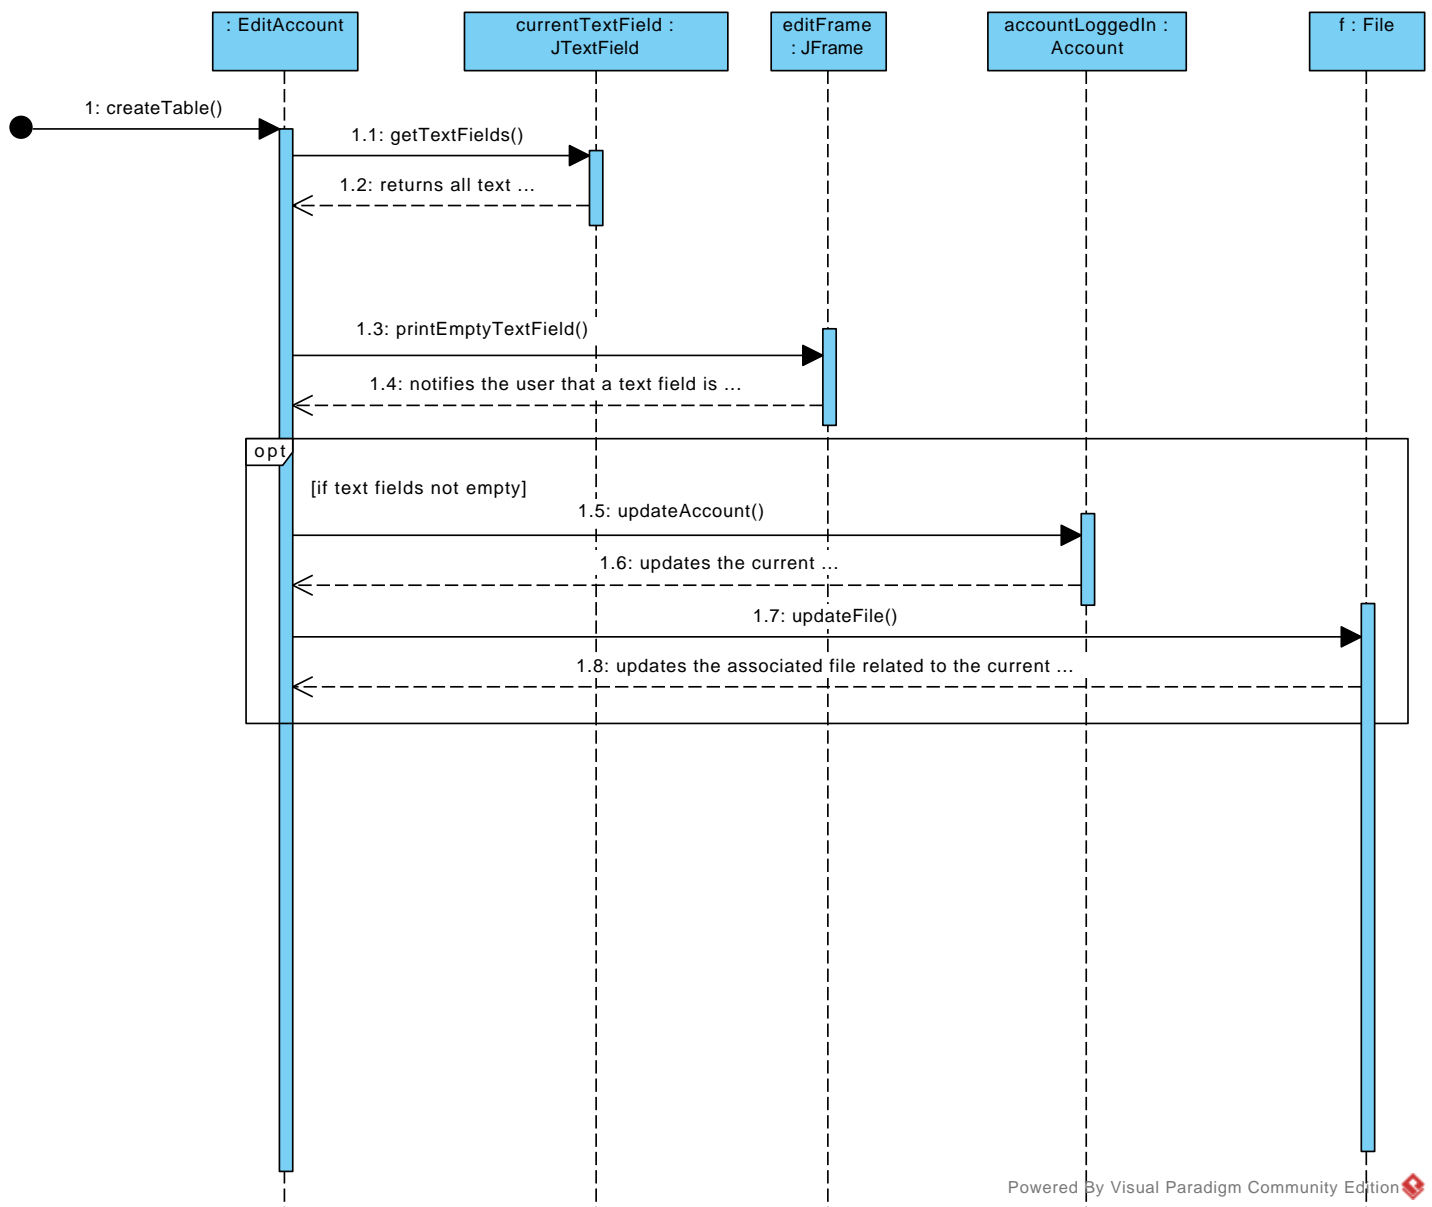 : EditAccount
currentTextField :
JTextField
editFrame
: JFrame
accountLoggedIn :
Account
f : File
1: createTable()
1.1: getTextFields()
1.2: returns all text ...
1.3: printEmptyTextField()
1.4: notifies the user that a text field is ...
opt
[if text fields not empty]
1.5: updateAccount()
1.6: updates the current ...
1.7: updateFile()
1.8: updates the associated file related to the current ...
Powered By Visual Paradigm Community Edition